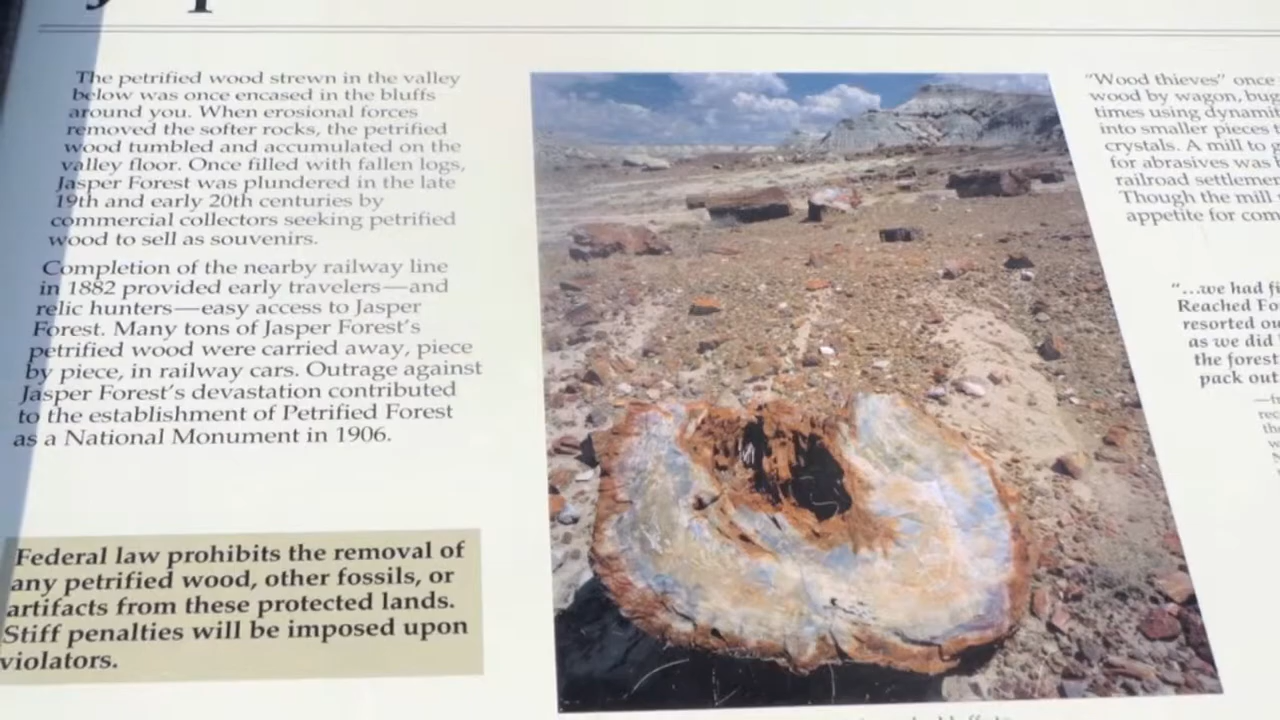 The petrified wood strewn in the valley
below was once encased in the bluffs
around you. When erosional forces
removed the softer rocks, the petrified
wood tumbled and accumulated on the
valley floor. Once filled with fallen logs,
Jasper Forest was plundered in the late
19th and early 20th centuries by
commercial collectors seeking petrified
wood to sell as souvenirs.
Completion of the nearby railway line
in 1882 provided early travelers—and
relic hunters—easy access to Jasper
Forest. Many tons of Jasper Forest's
petrified wood were carried away, piece
by piece, in railway cars. Outrage against
Jasper Forest's devastation contributed
to the establishment of Petrified Forest
as a National Monument in 1906.
Federal law prohibits the removal of
any petrified wood, other fossils, or
artifacts from these protected lands.
Stiff penalties will be imposed upon
violators.
"Wood thieves" once
wood by wagon,
times using
into smaller pieces
crystals. A mill to
for abrasives was
railroad
Though the mill
appetite for
"...we had
Reached
resorted
as we did
the forest
pack out